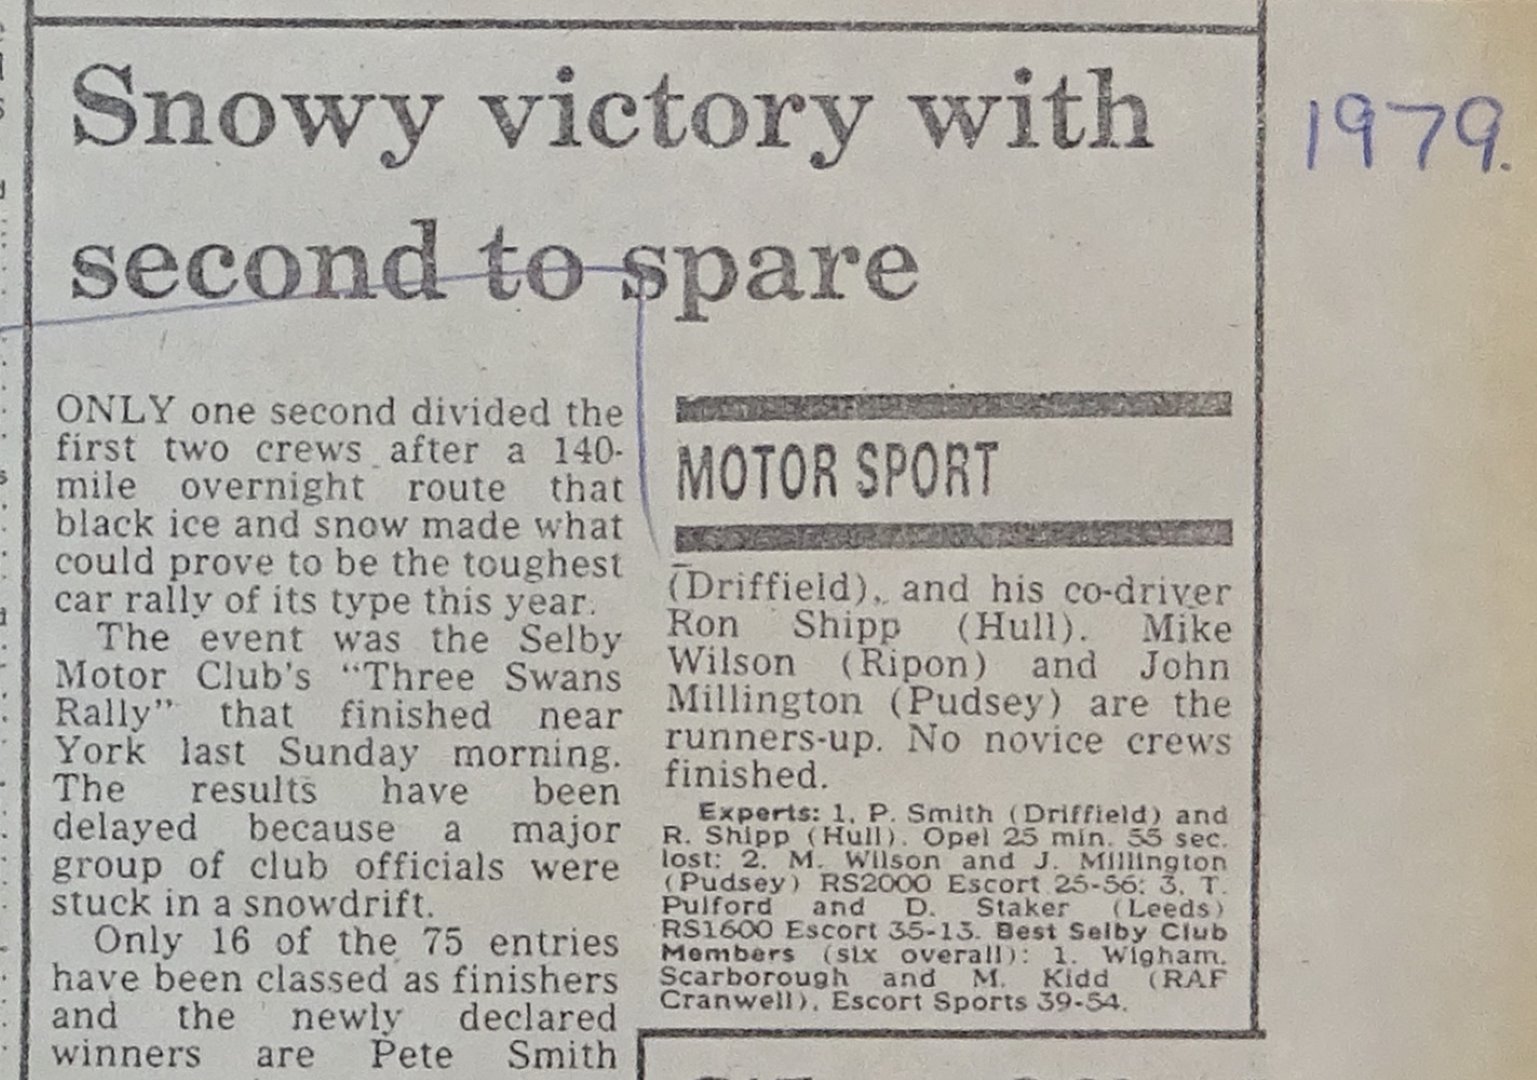 Snowy victory with
second to spare
1979.
ONLY one second divided the
first two crews after a 140-
mile overnight route that
black ice and snow made what
could prove to be the toughest
car rally of its type this year.
The event was the Selby
Motor Club's "Three Swans
Rally" that finished near
York last Sunday morning.
The results have been
delayed because a major
group of club officials were
stuck in a snowdrift.
Only 16 of the 75 entries
have been classed as finishers
and the newly declared
winners are Pete Smith
MOTOR SPORT
(Driffield), and his co-driver
Ron Shipp (Hull). Mike
Wilson (Ripon) and John
Millington (Pudsey) are the
runners-up. No novice crews
finished.
Experts: 1, P. Smith (Driffield) and
R. Shipp (Hull). Opel 25 min. 55 sec.
lost; 2. M. Wilson and J. Millington
(Pudsey) RS2000 Escort 25-56; 3. T.
Pulford and D. Staker (Leeds)
RS1600 Escort 35-13. Best Selby Club
Members (six overall): 1. Wigham,
Scarborough and M. Kidd (RAF
Cranwell), Escort Sports 39-54.